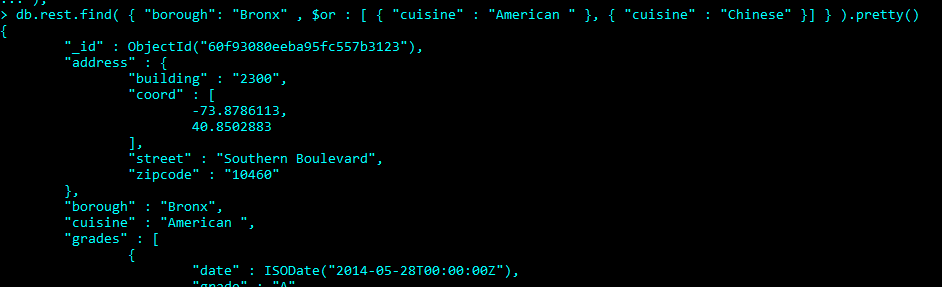 ... );
> db.rest.find( { "borough": "Bronx" , $or : [ { "cuisine" : "American " }, { "cuisine" : "Chinese" }] } ).pretty()
{
"_id" : ObjectId("60f93080eeba95fc557b3123"),
"address" : {
"building" : "2300",
"coord" : [
-73.8786113,
40.8502883
],
"street" : "Southern Boulevard",
"zipcode" : "10460"
},
"borough" : "Bronx",
"cuisine" : "American ",
"grades" : [
{
"date" : ISODate("2014-05-28T00:00:00Z"),
"grade" : "A"